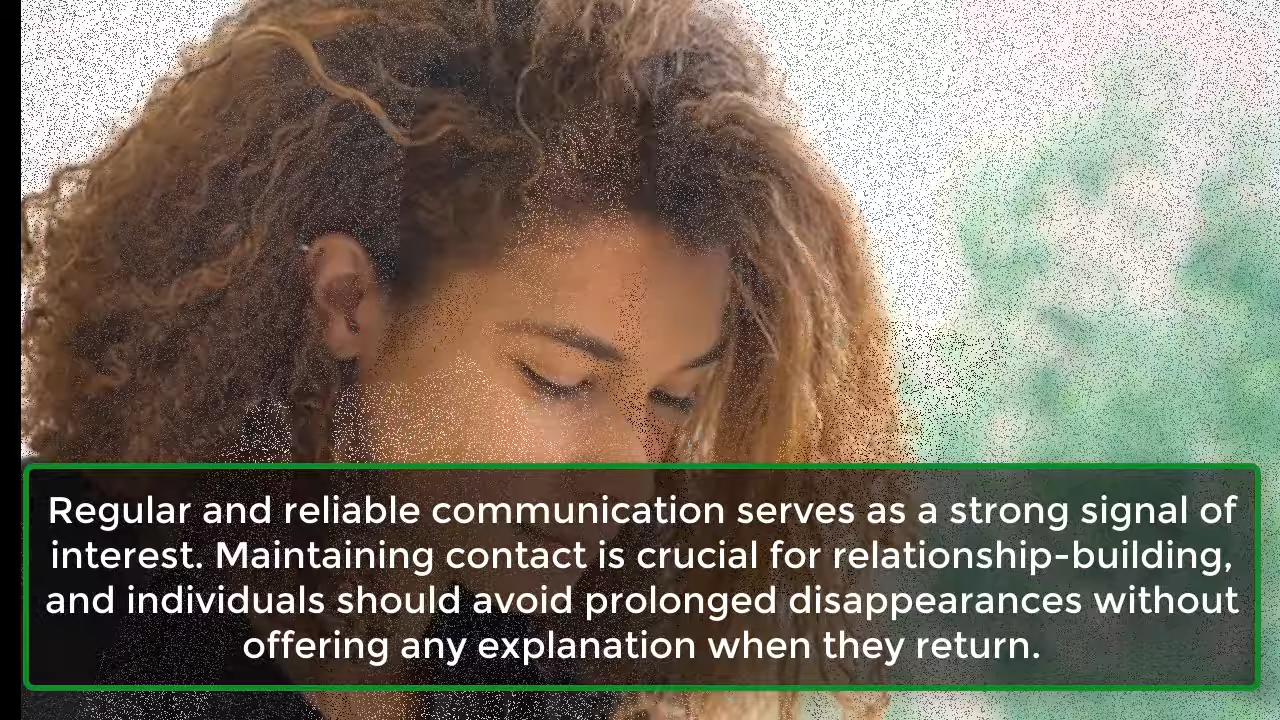 Regular and reliable communication serves as a strong signal of
interest. Maintaining contact is crucial for relationship-building,
and individuals should avoid prolonged disappearances without
offering any explanation when they return.